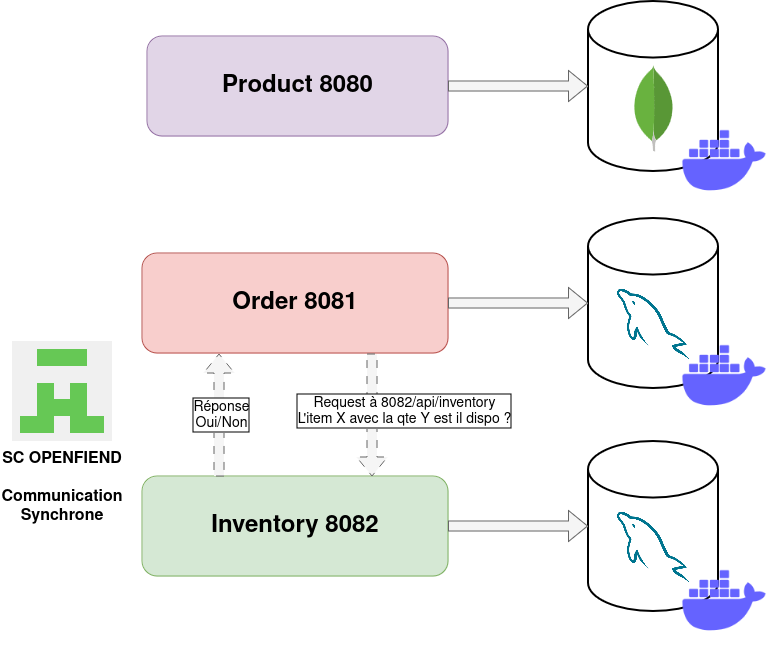 Product 8080
Order 8081
Réponse
Oui/Non
Request à 8082/api/inventory
L'item X avec la qte Y est il dispo ?
SC OPENFIEND
Communication
Synchrone
Inventory 8082